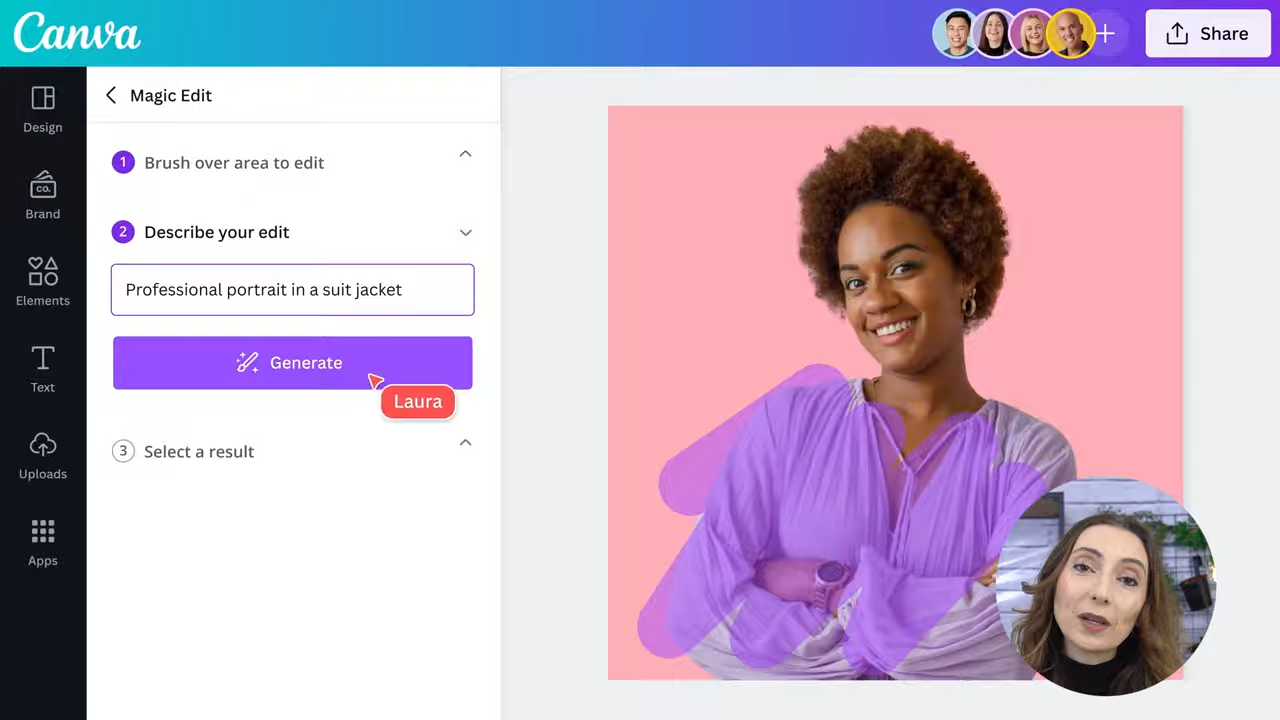 Canva
Share
Design
Brand
CO.
Elements
Text
Uploads
Apps
Magic Edit
1 Brush over area to edit
2 Describe your edit
Professional portrait in a suit jacket
Generate
Laura
3 Select a result